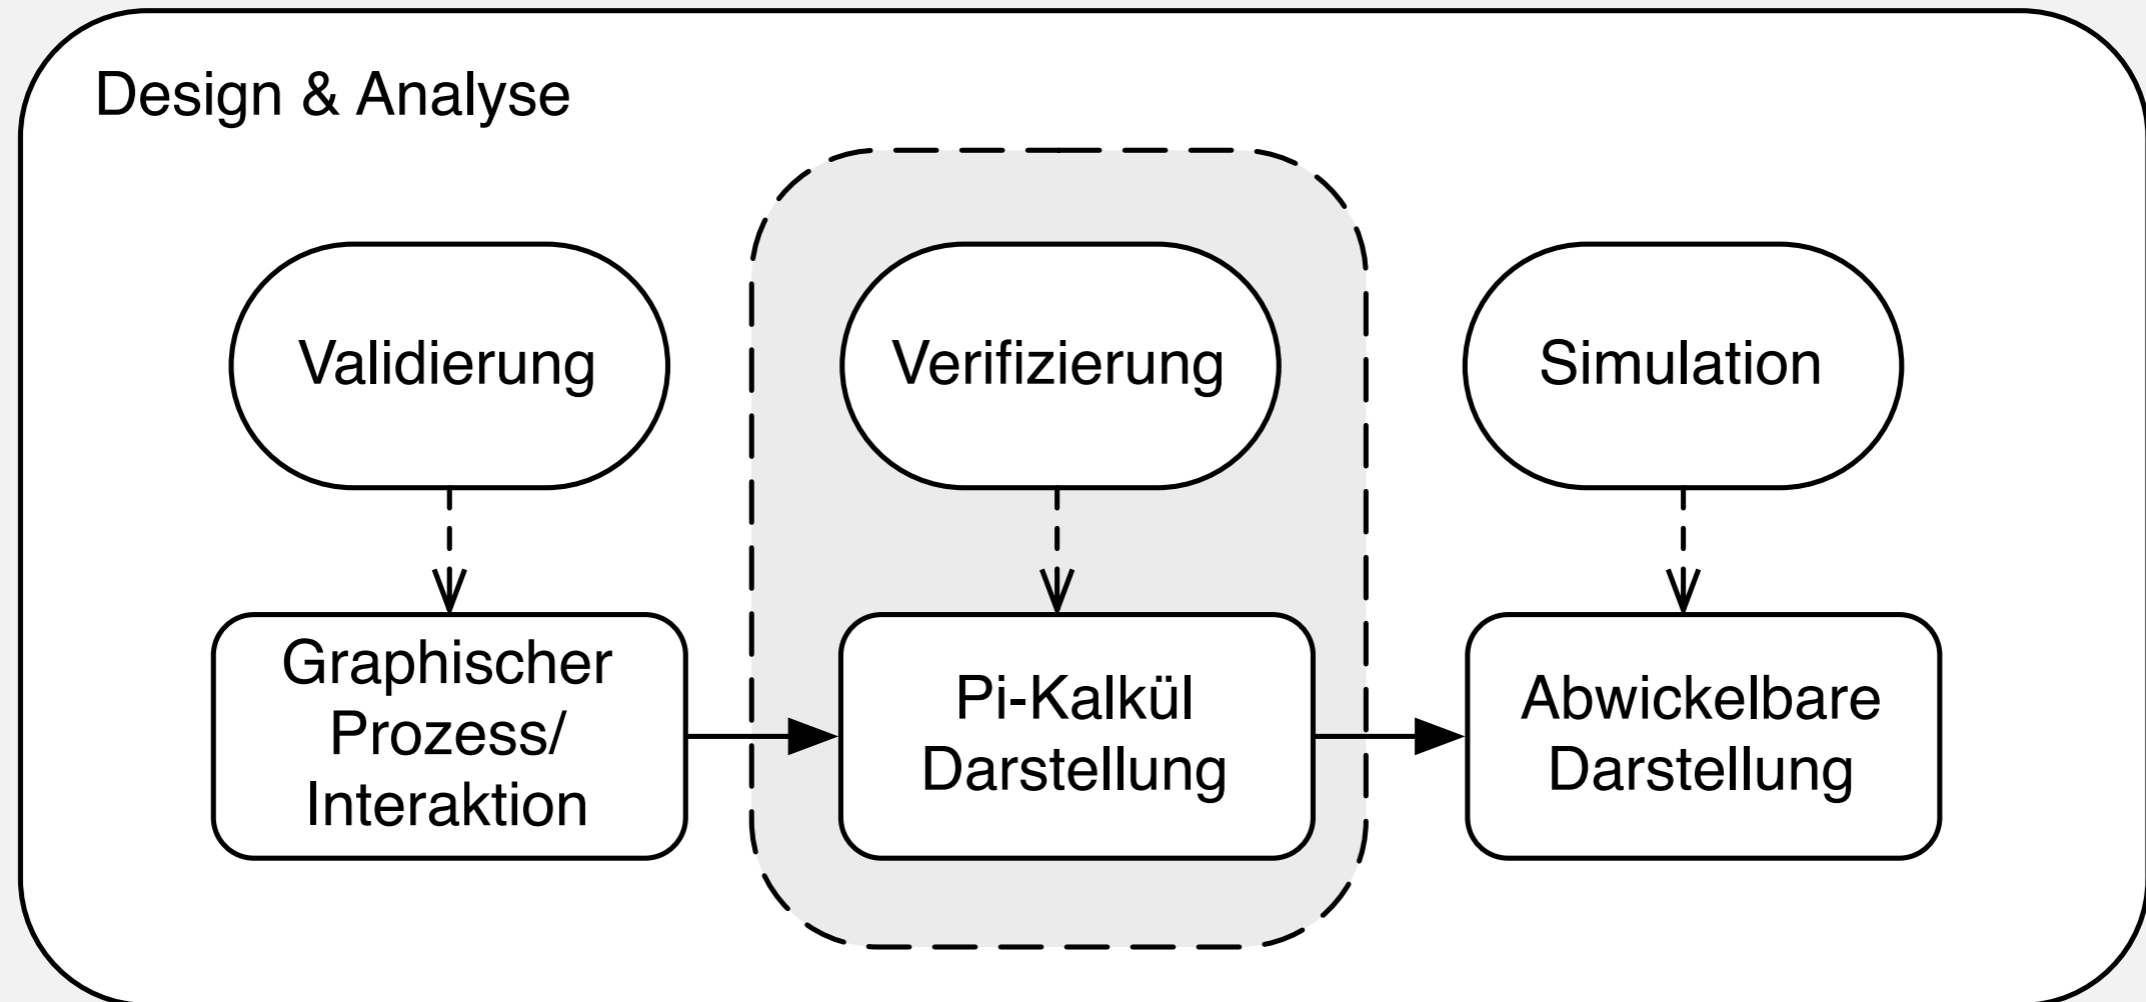 Design & Analyse
Validierung
Verifizierung
Simulation
Graphischer
Prozess/
Interaktion
Pi-Kalkül
Darstellung
Abwickelbare
Darstellung